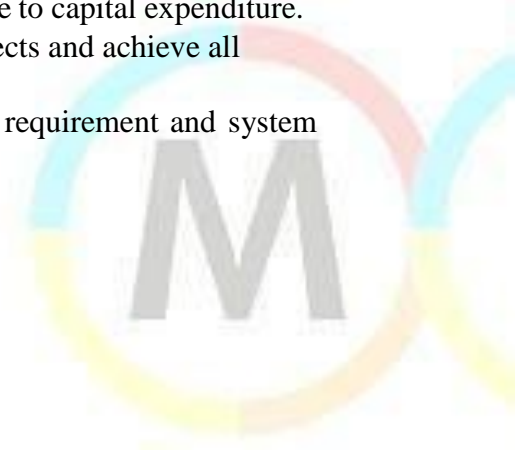 e to capital expenditure.
ects and achieve all
requirement and system
M